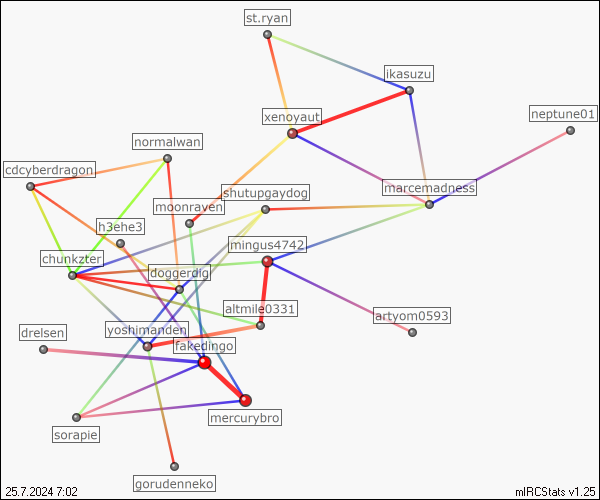 st.ryan
ikasuzu
neptune01
xenoyaut
normalwan
cdcyberdragon
marcemadness
shutupgaydog
moonraven
h3ehe3
mingus4742
chunkzter
doggerdig
altmile0331
artyom0593
yoshimanden
drelsen
fakedingo
mercurybro
sorapie
gorudenneko
25.7.2024 7:02
mIRCStats v1.25